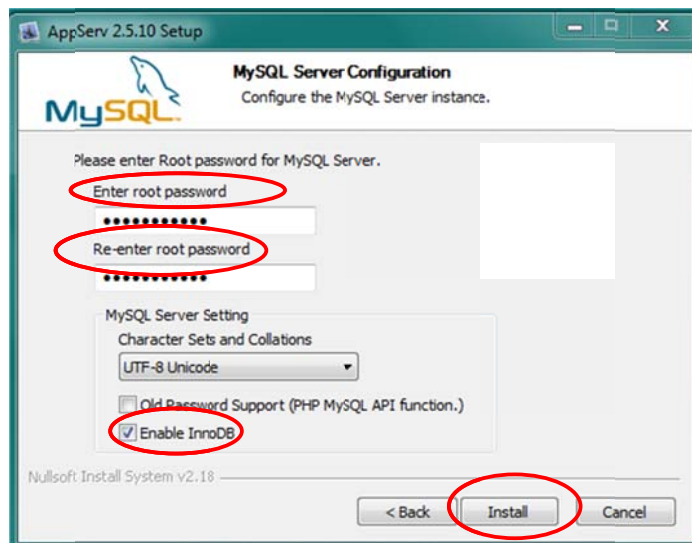 AppServ 2.5.10 Setup
MySQL
MySQL Server Configuration
Configure the MySQL Server instance.
Please enter Root password for MySQL Server.
Enter root password
•••••••••••
Re-enter root password
•••••••••••
MySQL Server Setting
Character Sets and Collations
UTF-8 Unicode
Old Password Support (PHP MySQL API function.)
Enable InnoDB
Nullsoft Install System v2.18
< Back Install Cancel